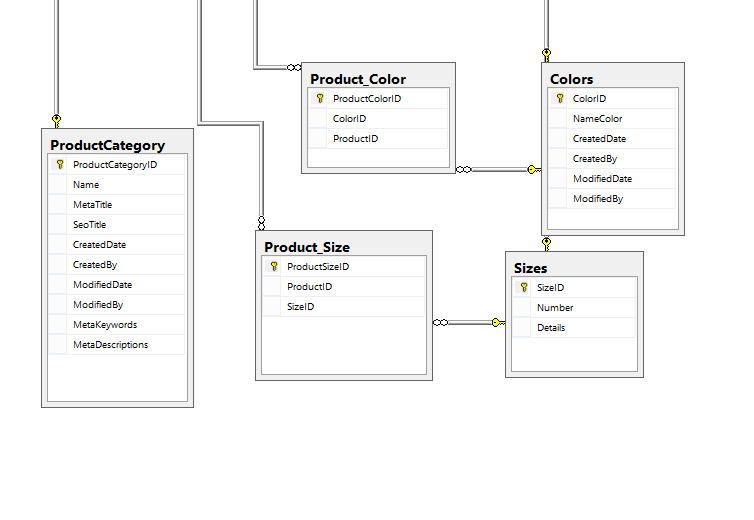 Product_Color
ProductColorID
ColorID
ProductID
Colors
ColorID
NameColor
CreatedDate
CreatedBy
ModifiedDate
ModifiedBy
ProductCategory
ProductCategoryID
Name
MetaTitle
SeoTitle
CreatedDate
CreatedBy
ModifiedDate
ModifiedBy
MetaKeywords
MetaDescriptions
Product_Size
ProductSizeID
ProductID
SizeID
Sizes
SizeID
Number
Details